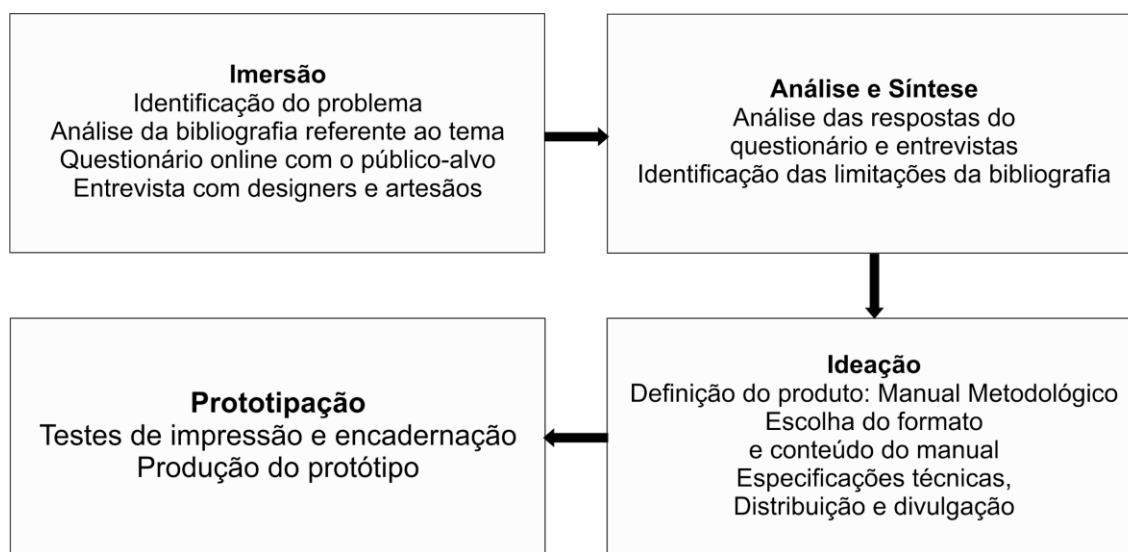 Imersão
Identificação do problema
Análise da bibliografia referente ao tema
Questionário online com o público-alvo
Entrevista com designers e artesãos
Análise e Síntese
Análise das respostas do
questionário e entrevistas
Identificação das limitações da bibliografia
Ideação
Definição do produto: Manual Metodológico
Escolha do formato
e conteúdo do manual
Especificações técnicas,
Distribuição e divulgação
Prototipação
Testes de impressão e encadernação
Produção do protótipo